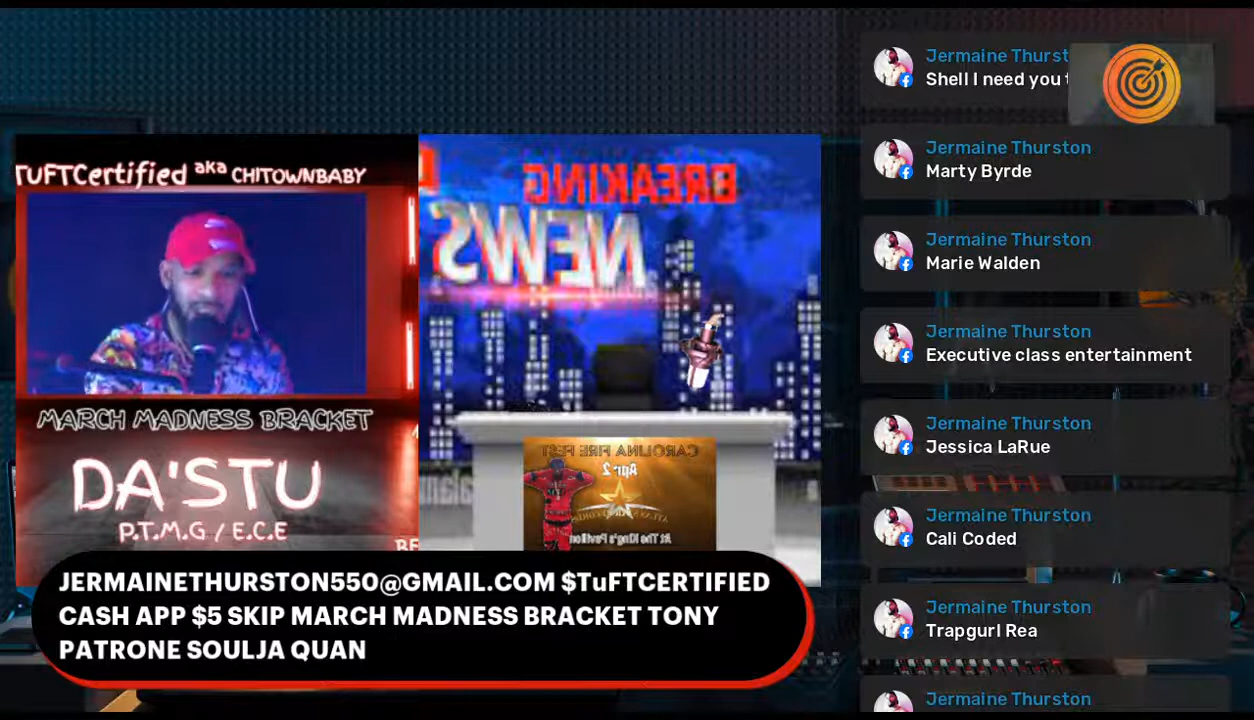 TUFTCertified aka CHITOWNBABY
MARCH MADNESS BRACKET
DA'STU
P.T.M.G / E.C.E
BREAKING
NEWS
CAROLINA FIRE FEST
Apr 2
At The King's Pavilion
JERMAINETHURSTON550@GMAIL.COM $TuFTCERTIFIED
CASH APP $5 SKIP MARCH MADNESS BRACKET TONY
PATRONE SOULJA QUAN
Jermaine Thurst
Shell I need you
Jermaine Thurston
Marty Byrde
Jermaine Thurston
Marie Walden
Jermaine Thurston
Executive class entertainment
Jermaine Thurston
Jessica LaRue
Jermaine Thurston
Cali Coded
Jermaine Thurston
Trapgurl Rea
Jermaine Thurston